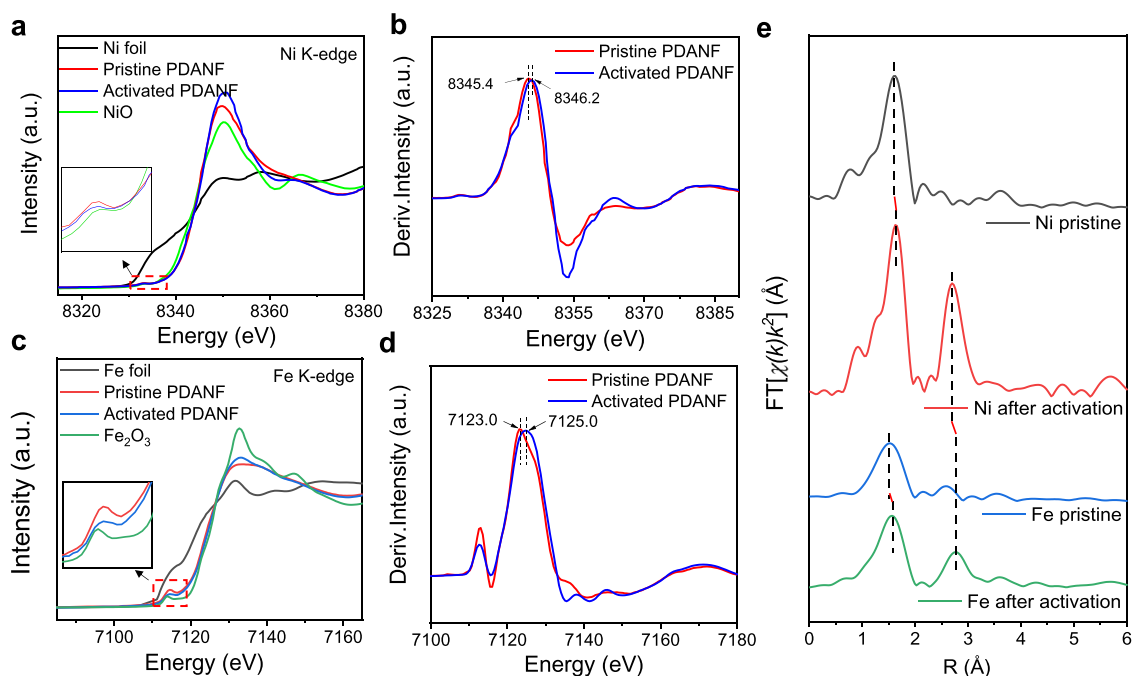 a
Ni foil
Ni K-edge
Pristine PDANF
Activated PDANF
NiO
Intensity (a.u.)
8320 8340 8360 8380
Energy (eV)
b
Pristine PDANF
Activated PDANF
8345.4
8346.2
Deriv.Intensity (a.u.)
8325 8340 8355 8370 8385
Energy (eV)
c
Fe foil
Fe K-edge
Pristine PDANF
Activated PDANF
Fe₂O₃
Intensity (a.u.)
7100 7120 7140 7160
Energy (eV)
d
Pristine PDANF
Activated PDANF
7123.0
7125.0
Deriv.Intensity (a.u.)
7100 7120 7140 7160 7180
Energy (eV)
e
FT[χ(k)k²] (Å)
Ni pristine
Ni after activation
Fe pristine
Fe after activation
0 1 2 3 4 5 6
R (Å)